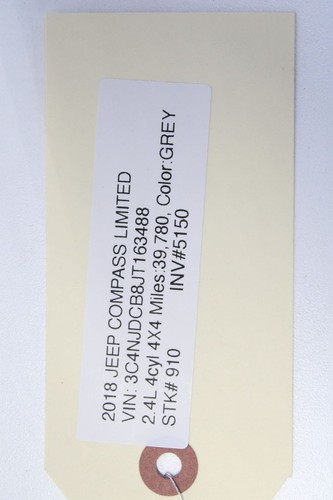 2018 JEEP COMPASS LIMITED
VIN: 3C4NJDCB8JT163488
2.4L 4cyl 4X4 Miles:39,780, Color:GREY
STK# 910 INV#5150